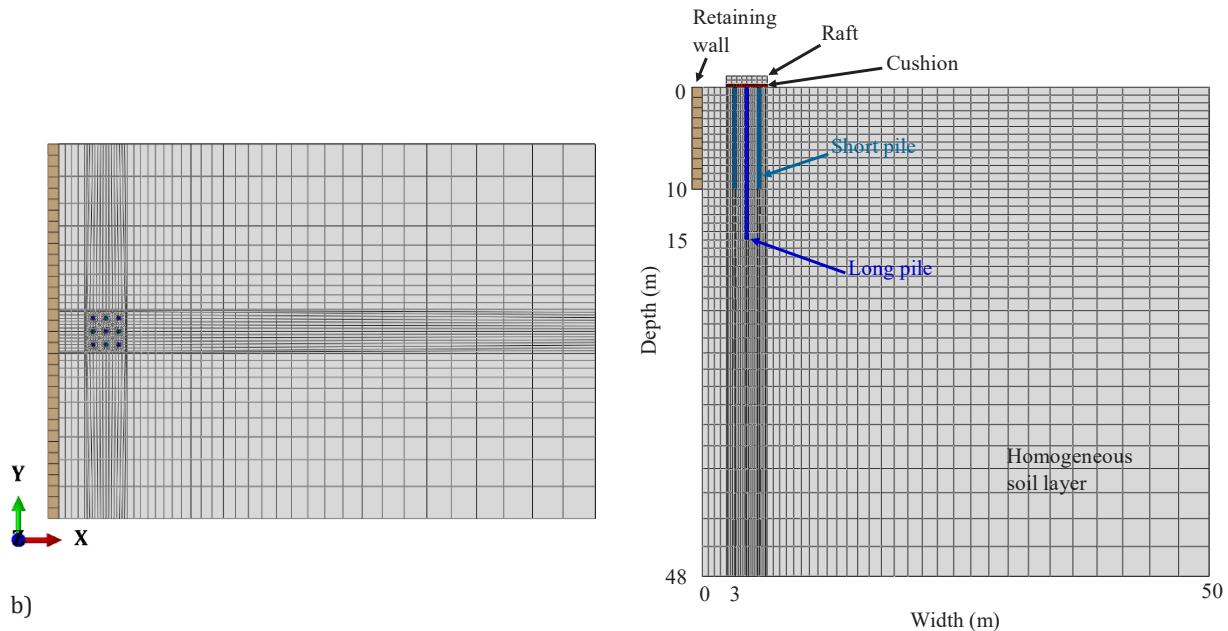 Y
Z
X
b)
Retaining
wall
Raft
Cushion
0
Short pile
10
15
Long pile
Depth (m)
Homogeneous
soil layer
48
0
3
50
Width (m)